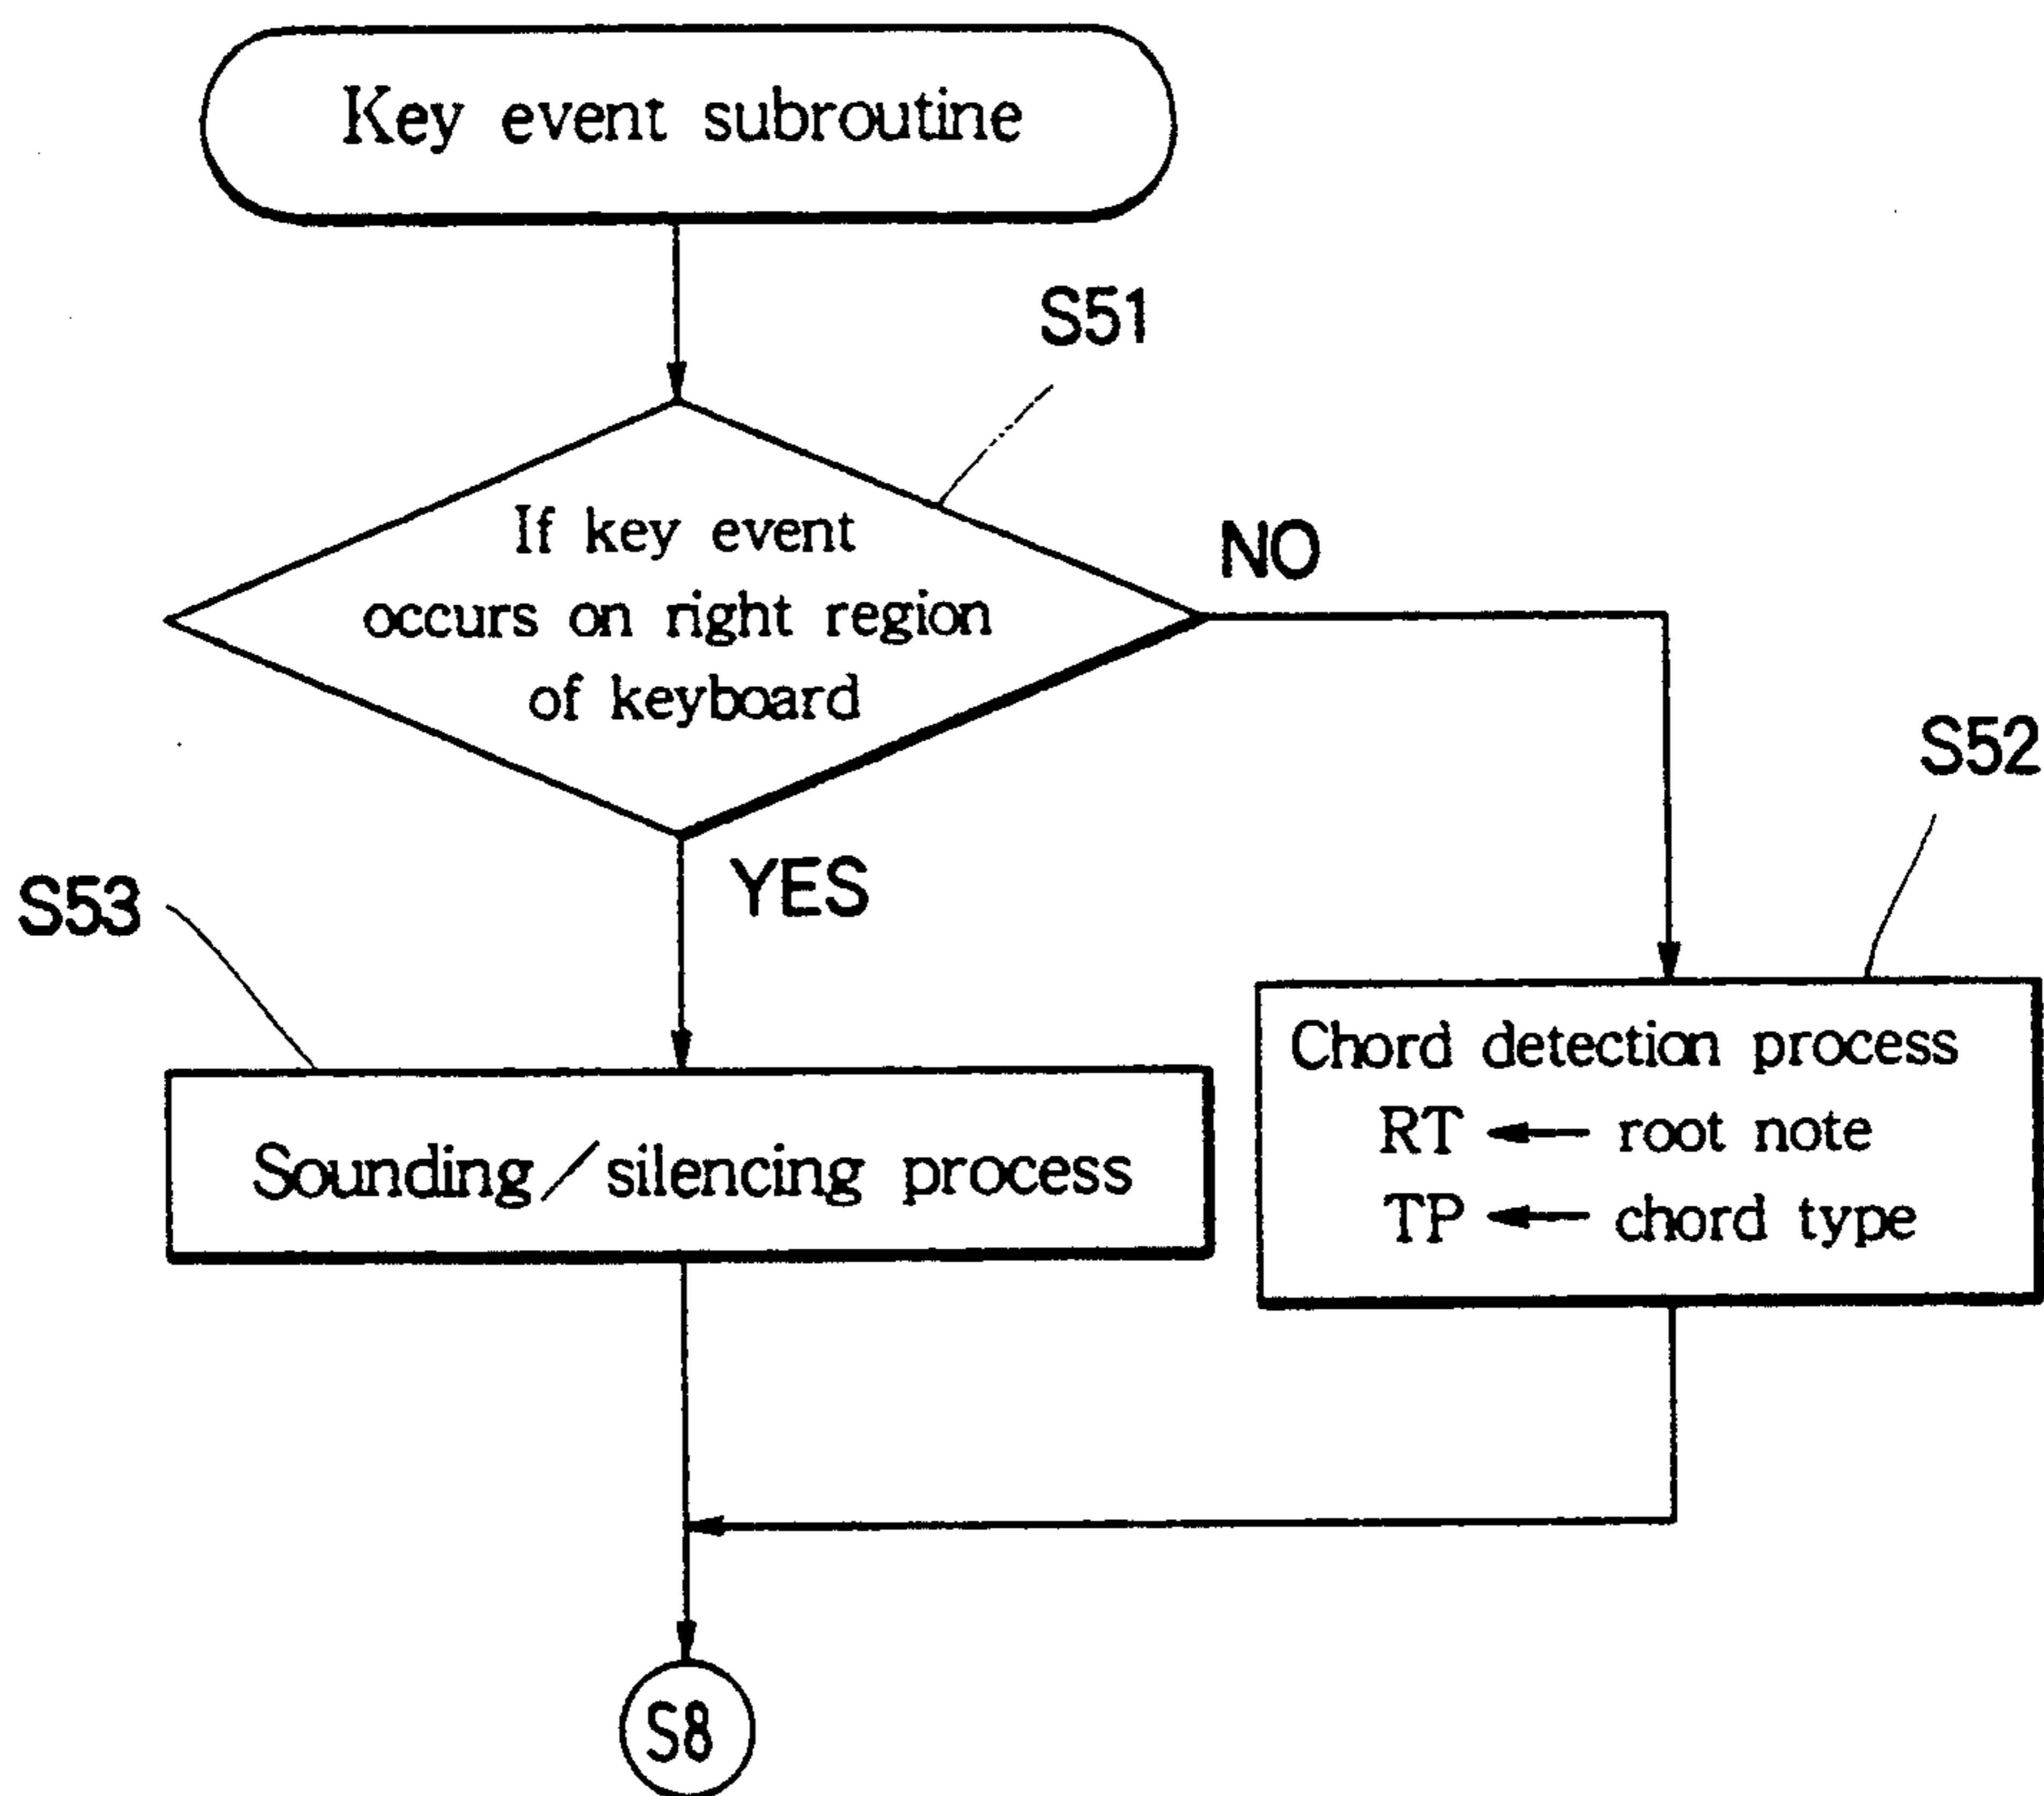 Key event subroutine
S51
If key event
occurs on right region
of keyboard
NO
YES
S52
S53
Chord detection process
RT ← root note
TP ← chord type
Sounding/silencing process
S8